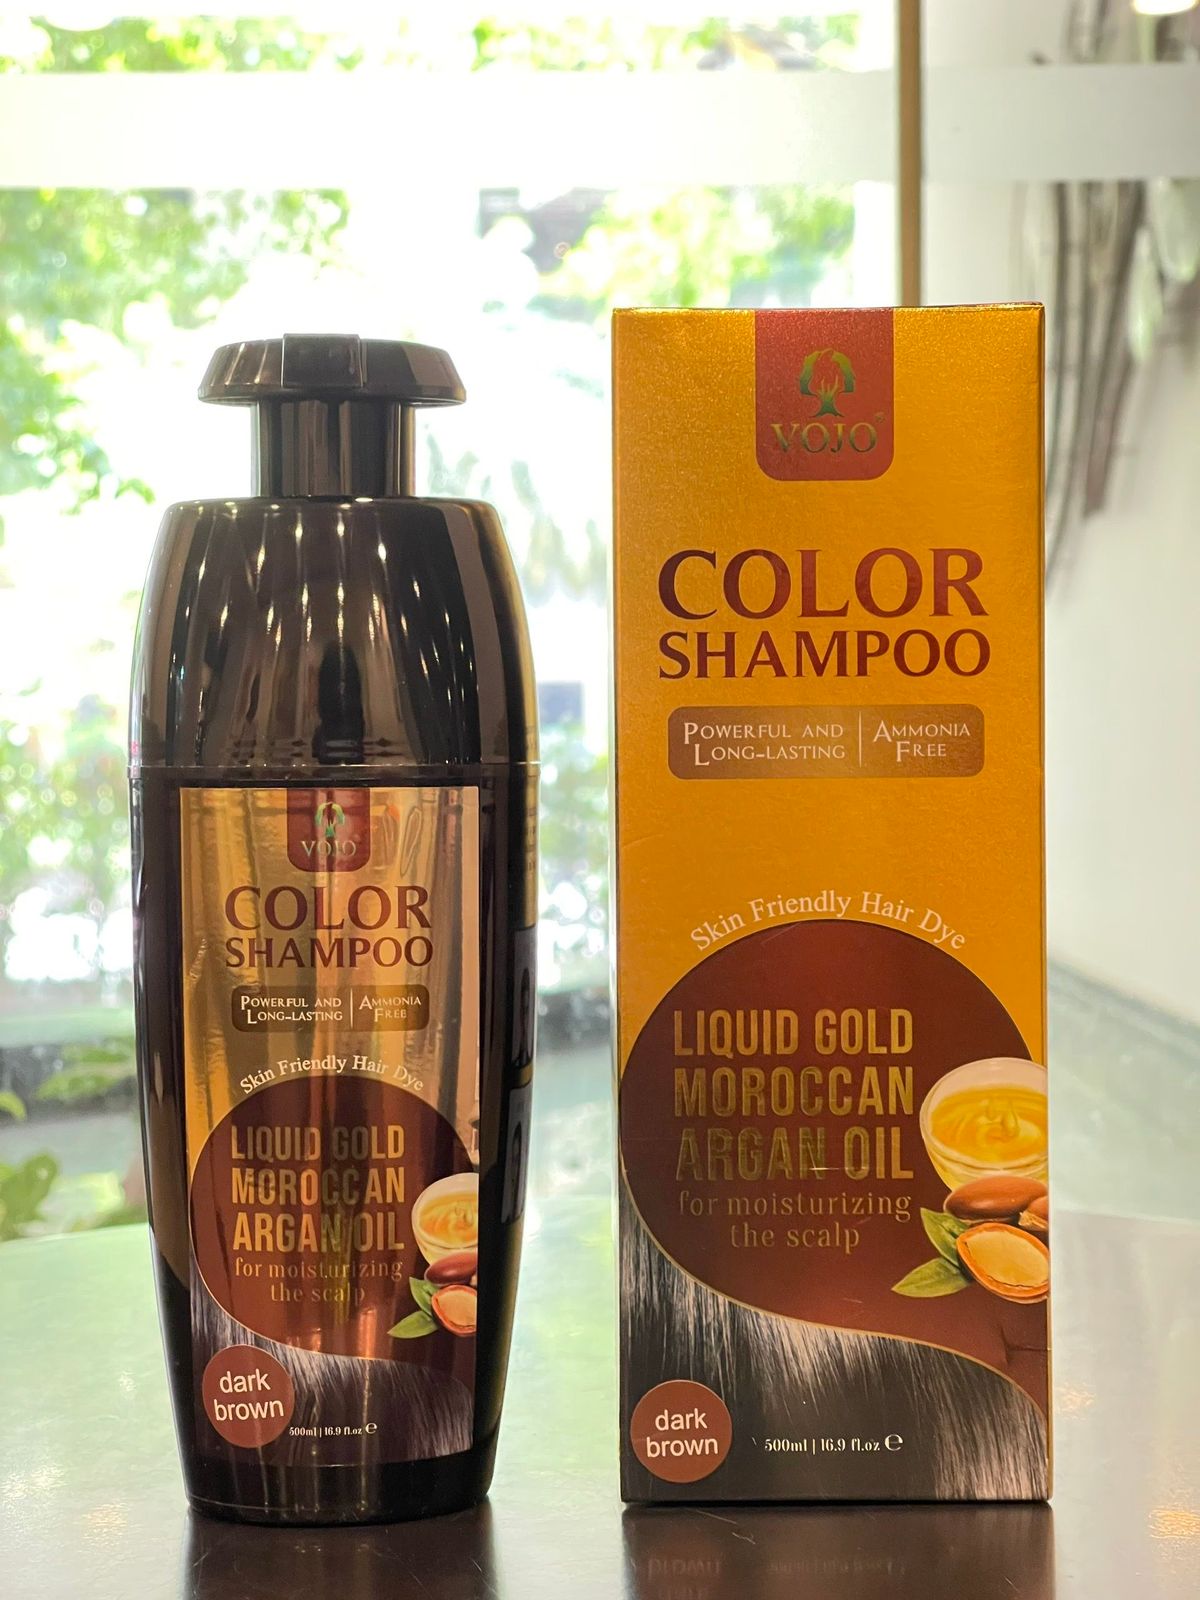 VOJO
COLOR
SHAMPOO
POWERFUL AND
LONG-LASTING
AMMONIA
FREE
Skin Friendly Hair Dye
LIQUID GOLD
MOROCCAN
ARGAN OIL
for moisturizing
the scalp
dark
brown
500ml | 16.9 fl.oz ℮
VOJO
COLOR
SHAMPOO
POWERFUL AND
LONG-LASTING
AMMONIA
FREE
Skin Friendly Hair Dye
LIQUID GOLD
MOROCCAN
ARGAN OIL
for moisturizing
the scalp
dark
brown
500ml | 16.9 fl.oz ℮